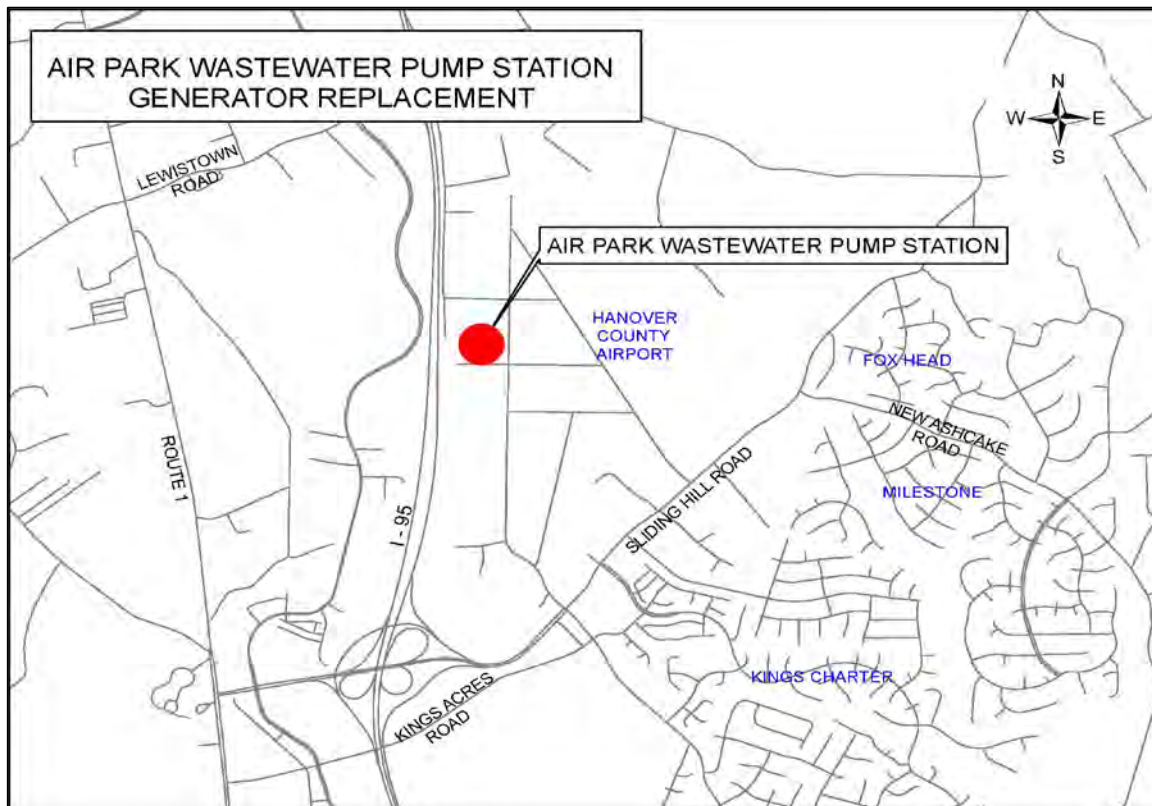 AIR PARK WASTEWATER PUMP STATION
GENERATOR REPLACEMENT
N
W E
S
LEWISTOWN
ROAD
AIR PARK WASTEWATER PUMP STATION
HANOVER
COUNTY
AIRPORT
FOX HEAD
NEW ASHCAKE
ROAD
ROUTE 1
MILESTONE
I - 95
SLIDING HILL ROAD
KINGS CHARTER
KINGS ACRES
ROAD